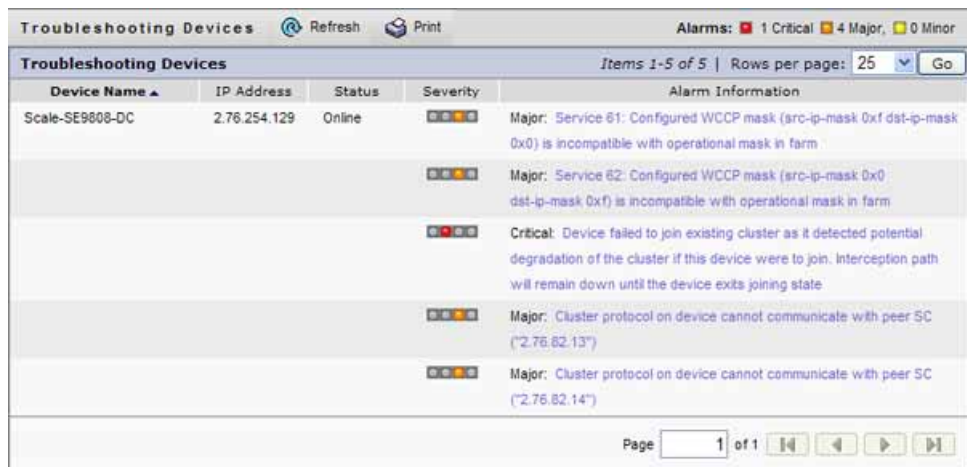 Troubleshooting Devices Refresh Print Alarms: 1 Critical 4 Major, 0 Minor
Troubleshooting Devices Items 1-5 of 5 | Rows per page: 25 Go
Device Name IP Address Status Severity Alarm Information
Scale-SE9808-DC 2.76.254.129 Online Major: Service 61: Configured WCCP mask (src-ip-mask 0xf dst-ip-mask
0x0) is incompatible with operational mask in farm
Major: Service 62: Configured WCCP mask (src-ip-mask 0x0
dst-ip-mask 0xf) is incompatible with operational mask in farm
Critical: Device failed to join existing cluster as it detected potential
degradation of the cluster if this device were to join. Interception path
will remain down until the device exits joining state
Major: Cluster protocol on device cannot communicate with peer SC
("2.76.82.13")
Major: Cluster protocol on device cannot communicate with peer SC
("2.76.82.14")
Page 1 of 1